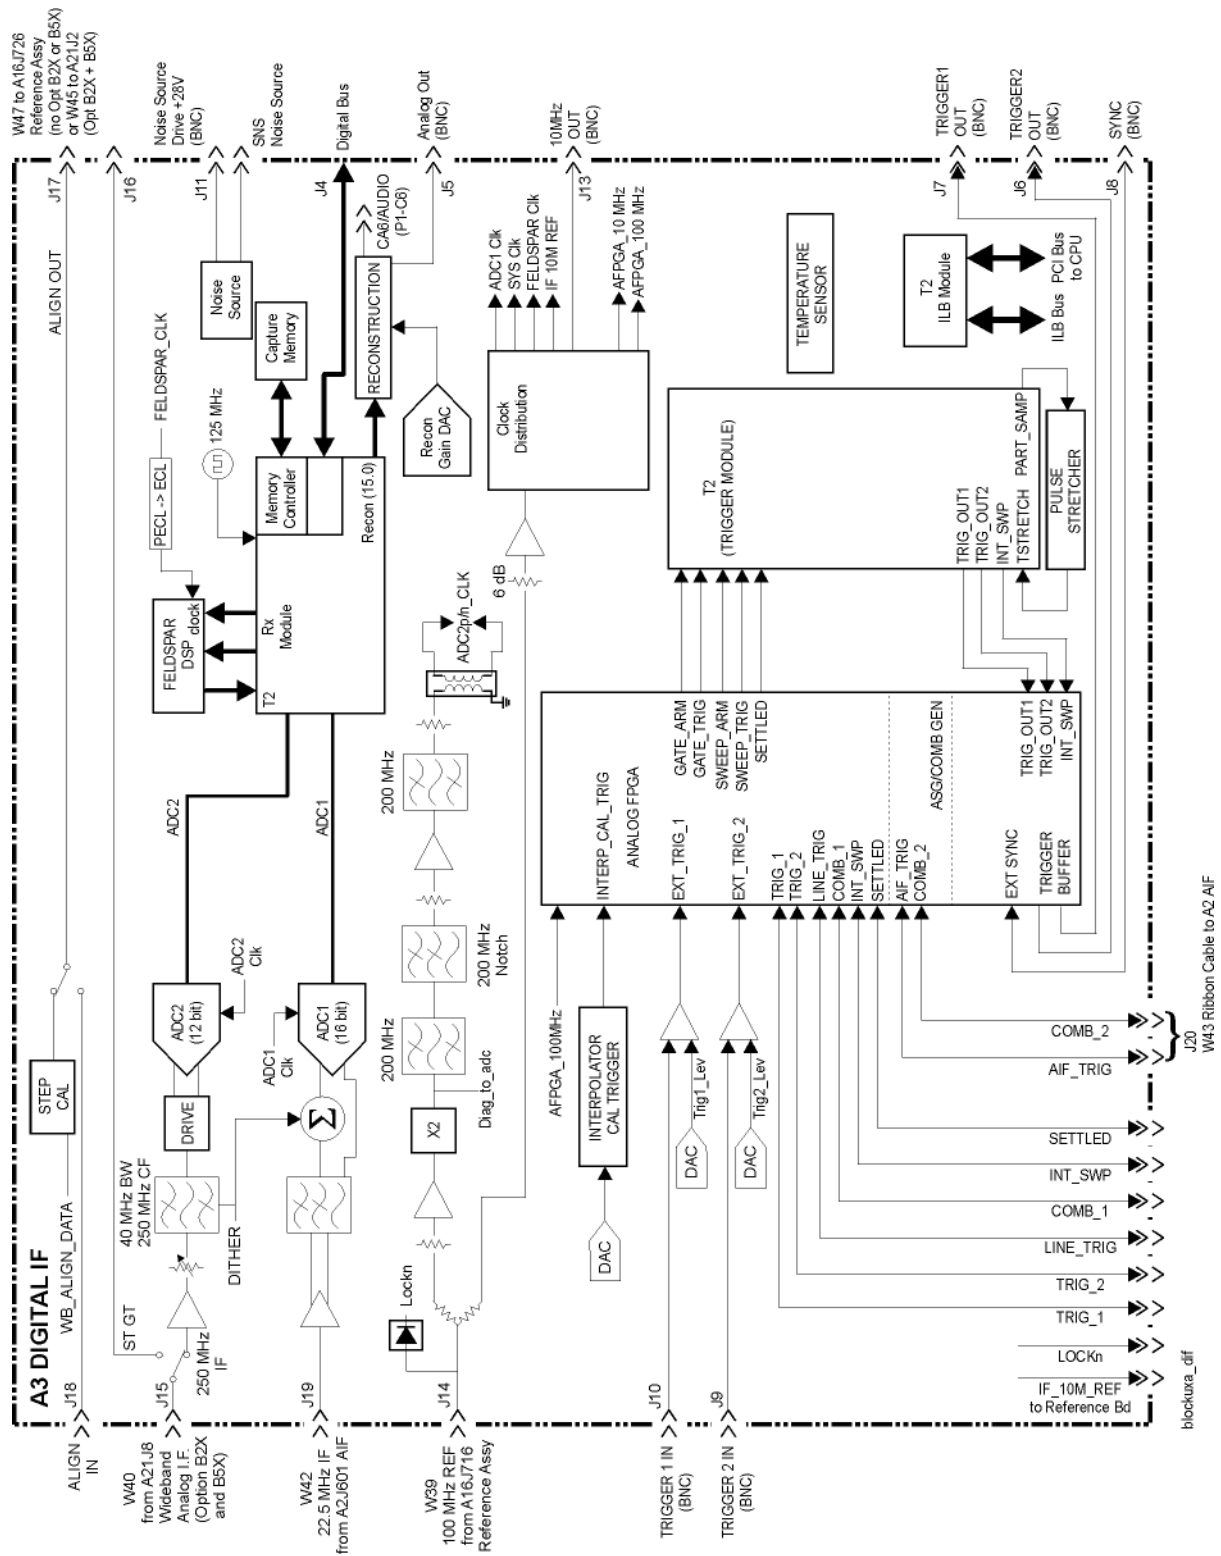 A3 DIGITAL IF
W47 to A16J726
Reference Assy
(no Opt B2X or B5X)
or W45 to A21J2
(Opt B2X + B5X)
J17
J16
ALIGN OUT
Noise Source
Drive +28V
(BNC)
J11
SNS
Noise Source
Digital Bus
J4
Analog Out
(BNC)
J5
10MHz
OUT
(BNC)
J13
TRIGGER1
OUT
(BNC)
J7
TRIGGER2
OUT
(BNC)
J6
SYNC
(BNC)
J8
ALIGN
IN
J18
WB_ALIGN_DATA
STEP
CAL
W40
from A21J8
Wideband
Analog I.F.
(Option B2X
and B5X)
J15
ST GT
250 MHz
IF
40 MHz BW
250 MHz CF
DRIVE
ADC2
(12 bit)
ADC2
Clk
ADC2
DITHER
W42
22.5 MHz IF
from A2J601 AIF
J19
Σ
ADC1
Clk
ADC1
(16 bit)
ADC1
FELDSPAR
DSP clock
PECL -> ECL
FELDSPAR_CLK
125 MHz
T2
Rx
Module
Memory
Controller
Recon (15.0)
Capture
Memory
Noise
Source
RECONSTRUCTION
CA6/AUDIO
(P1-C6)
Recon
Gain DAC
W39
100 MHz REF
from A16J716
Reference Assy
J14
Lockn
X2
Diag_to_adc
200 MHz
200 MHz
Notch
200 MHz
ADC2p/n_CLK
6 dB
Clock
Distribution
ADC1 Clk
SYS Clk
FELDSPAR Clk
IF 10M REF
AFPGA_10 MHz
AFPGA_100 MHz
DAC
INTERPOLATOR
CAL TRIGGER
AFPGA_100MHz
INTERP_CAL_TRIG
ANALOG FPGA
TRIGGER 1 IN
(BNC)
J10
DAC
Trig1_Lev
EXT_TRIG_1
TRIGGER 2 IN
(BNC)
J9
DAC
Trig2_Lev
EXT_TRIG_2
TRIG_1
TRIG_2
LINE_TRIG
COMB_1
INT_SWP
SETTLED
AIF_TRIG
COMB_2
ASG/COMB GEN
EXT SYNC
TRIGGER
BUFFER
GATE_ARM
GATE_TRIG
SWEEP_ARM
SWEEP_TRIG
SETTLED
TRIG_OUT1
TRIG_OUT2
INT_SWP
T2
(TRIGGER MODULE)
TRIG_OUT1
TRIG_OUT2
INT_SWP
TSTRETCH
PART_SAMP
PULSE
STRETCHER
TEMPERATURE
SENSOR
T2
ILB Module
ILB Bus
PCI Bus
to CPU
COMB_2
AIF_TRIG
J20
W43 Ribbon Cable to A2 AIF
SETTLED
INT_SWP
COMB_1
LINE_TRIG
TRIG_2
TRIG_1
LOCKn
IF_10M_REF
to Reference Bd
blockuxa_dif